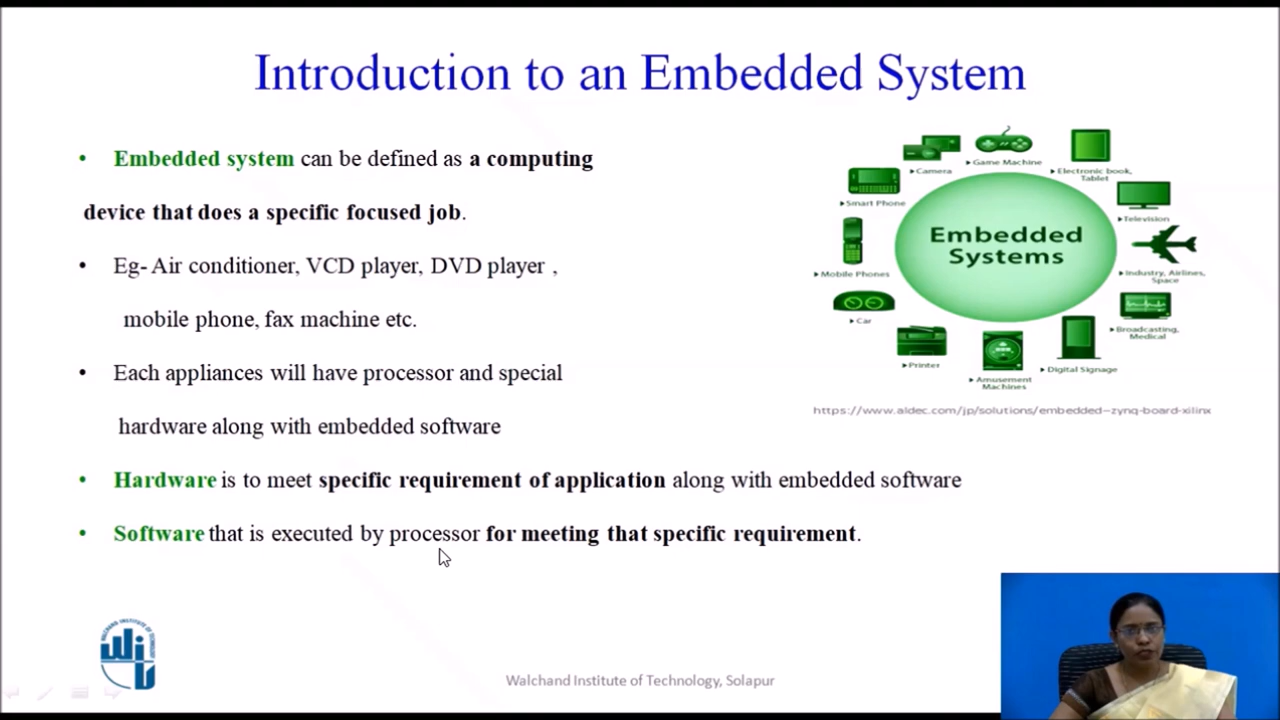 Introduction to an Embedded System
• Embedded system can be defined as a computing
device that does a specific focused job.
• Eg- Air conditioner, VCD player, DVD player ,
mobile phone, fax machine etc.
• Each appliances will have processor and special
hardware along with embedded software
• Hardware is to meet specific requirement of application along with embedded software
• Software that is executed by processor for meeting that specific requirement.
Embedded
Systems
Camera
Game Machine
Electronic book,
Tablet
Smart Phone
Television
Mobile Phones
Industry, Airlines,
Space
Car
Broadcasting,
Medical
Printer
Amusement
Machines
Digital Signage
https://www.aldec.com/jp/solutions/embedded--zynq-board-xilinx
WALCHAND INSTITUTE OF TECHNOLOGY
WIT
Walchand Institute of Technology, Solapur